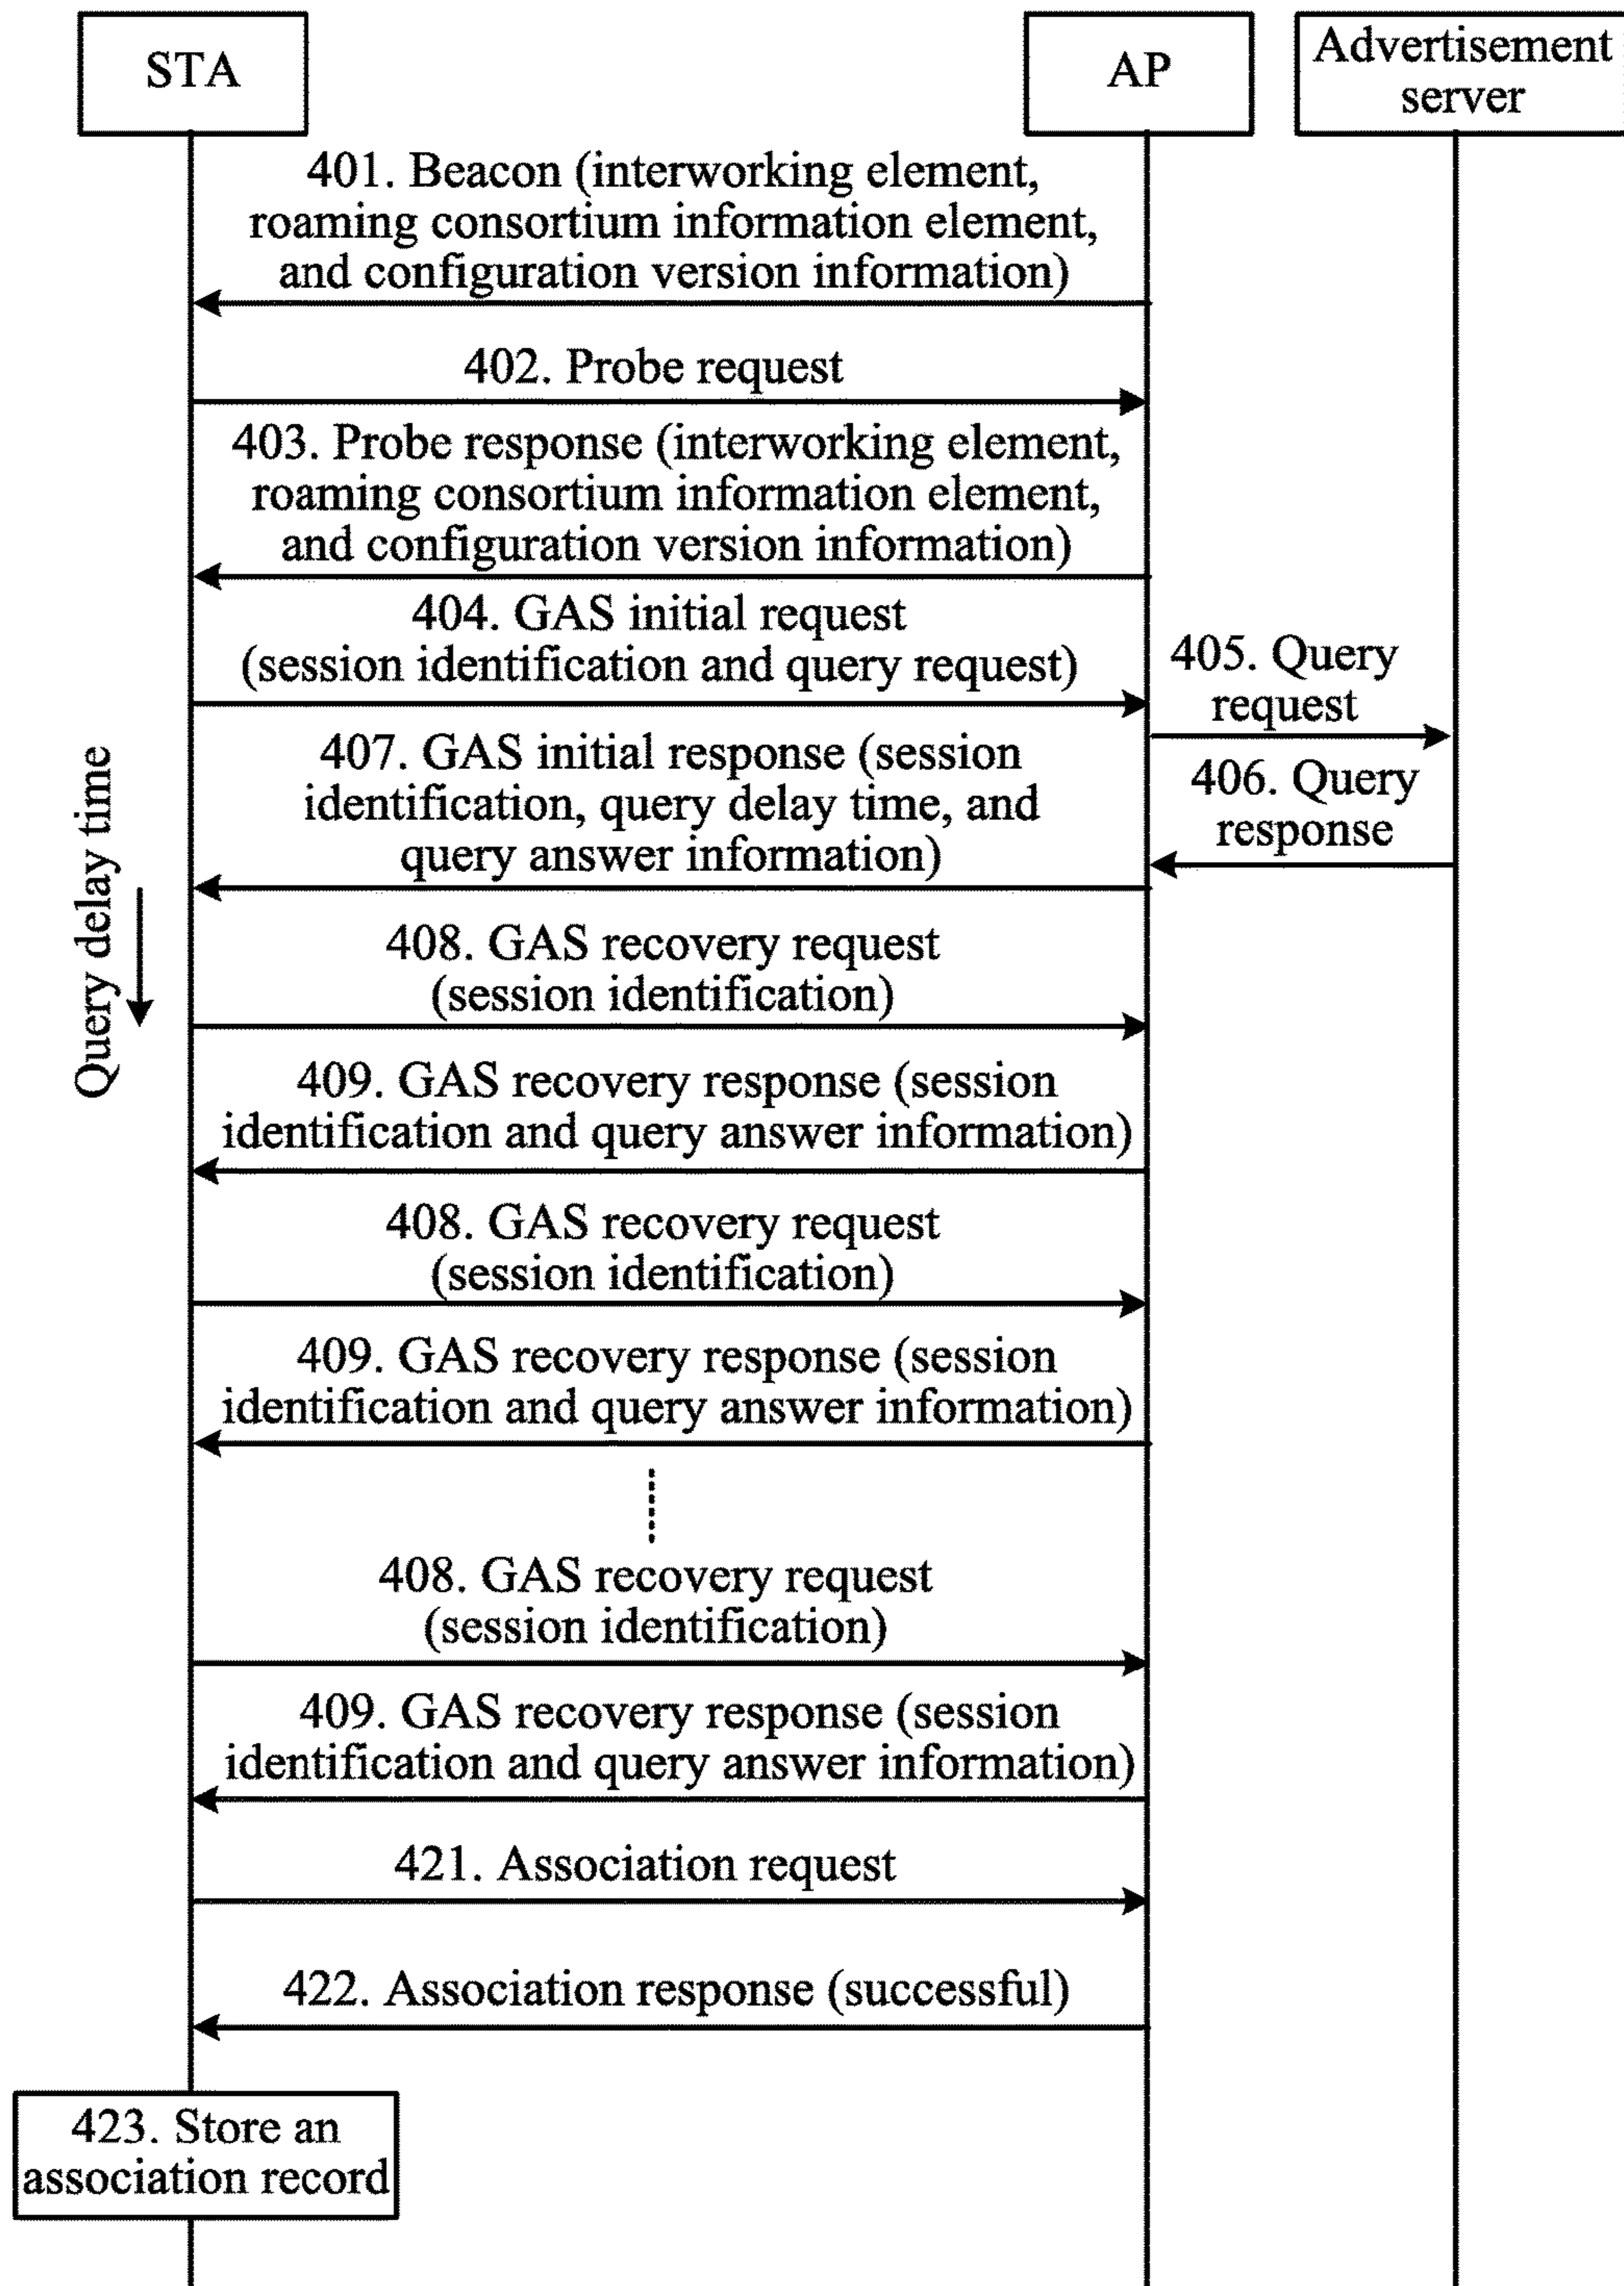 STA
AP
Advertisement
server
401. Beacon (interworking element,
roaming consortium information element,
and configuration version information)
402. Probe request
403. Probe response (interworking element,
roaming consortium information element,
and configuration version information)
404. GAS initial request
(session identification and query request)
405. Query
request
406. Query
response
407. GAS initial response (session
identification, query delay time, and
query answer information)
Query delay time
408. GAS recovery request
(session identification)
409. GAS recovery response (session
identification and query answer information)
408. GAS recovery request
(session identification)
409. GAS recovery response (session
identification and query answer information)
408. GAS recovery request
(session identification)
409. GAS recovery response (session
identification and query answer information)
421. Association request
422. Association response (successful)
423. Store an
association record